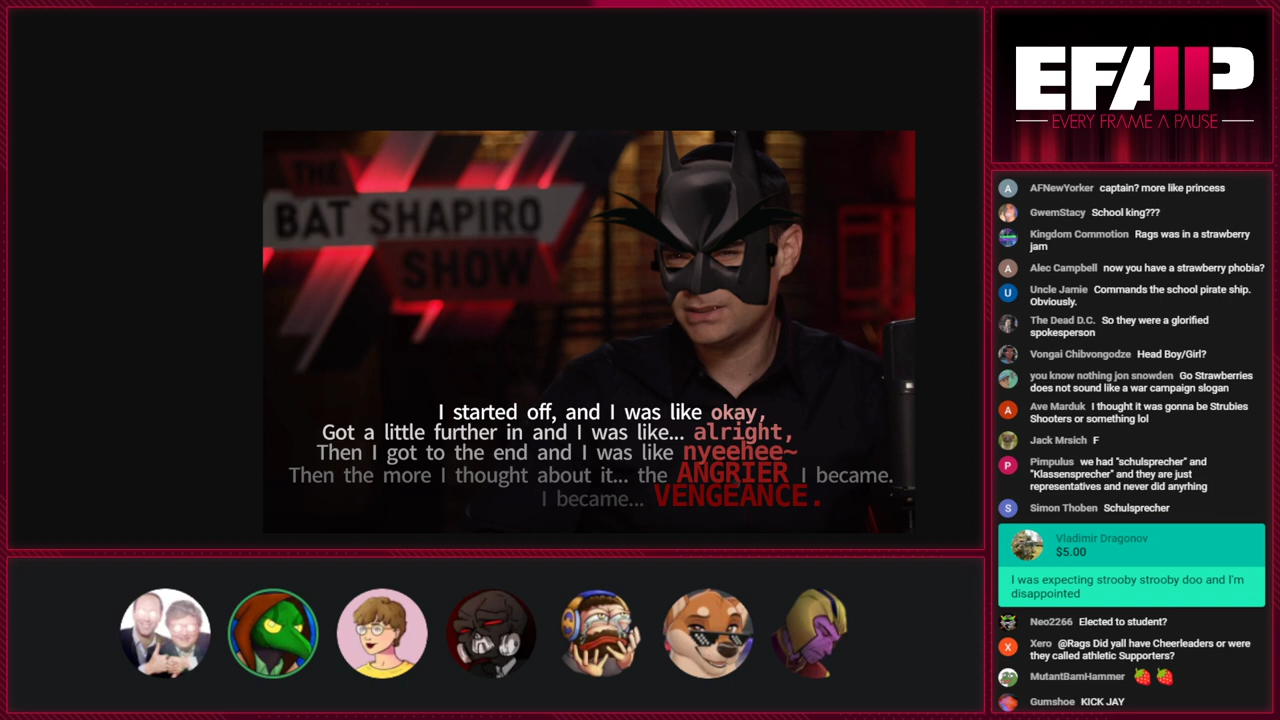 THE
BAT SHAPIRO
SHOW
I started off, and I was like okay,
Got a little further in and I was like... alright,
Then I got to the end and I was like nyeehee~
Then the more I thought about it... the ANGRIER I became.
I became... VENGEANCE.
EFAP
EVERY FRAME A PAUSE
A AFNewYorker captain? more like princess
GwemStacy School king???
Kingdom Commotion Rags was in a strawberry
jam
A Alec Campbell now you have a strawberry phobia?
U Uncle Jamie Commands the school pirate ship.
Obviously.
The Dead D.C. So they were a glorified
spokesperson
Vongai Chibvongodze Head Boy/Girl?
you know nothing jon snowden Go Strawberries
does not sound like a war campaign slogan
A Ave Marduk I thought it was gonna be Strubies
Shooters or something lol
Jack Mrsich F
P Pimpulus we had "schulsprecher" and
"Klassensprecher" and they are just
representatives and never did anyrhing
S Simon Thoben Schulsprecher
Vladimir Dragonov
$5.00
I was expecting strooby strooby doo and I'm
disappointed
Neo2266 Elected to student?
X Xero @Rags Did yall have Cheerleaders or were
they called athletic Supporters?
MutantBamHammer 🍓 🍓
Gumshoe KICK JAY